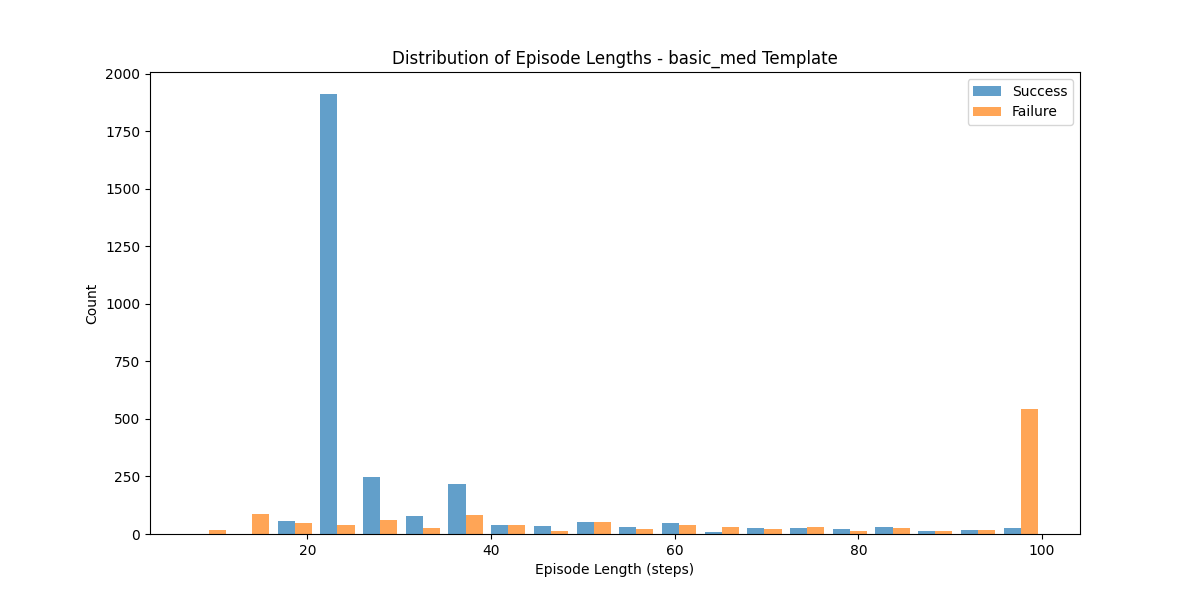 Distribution of Episode Lengths - basic_med Template
2000
1750
1500
1250
1000
750
500
250
0
Count
Success
Failure
20 40 60 80 100
Episode Length (steps)